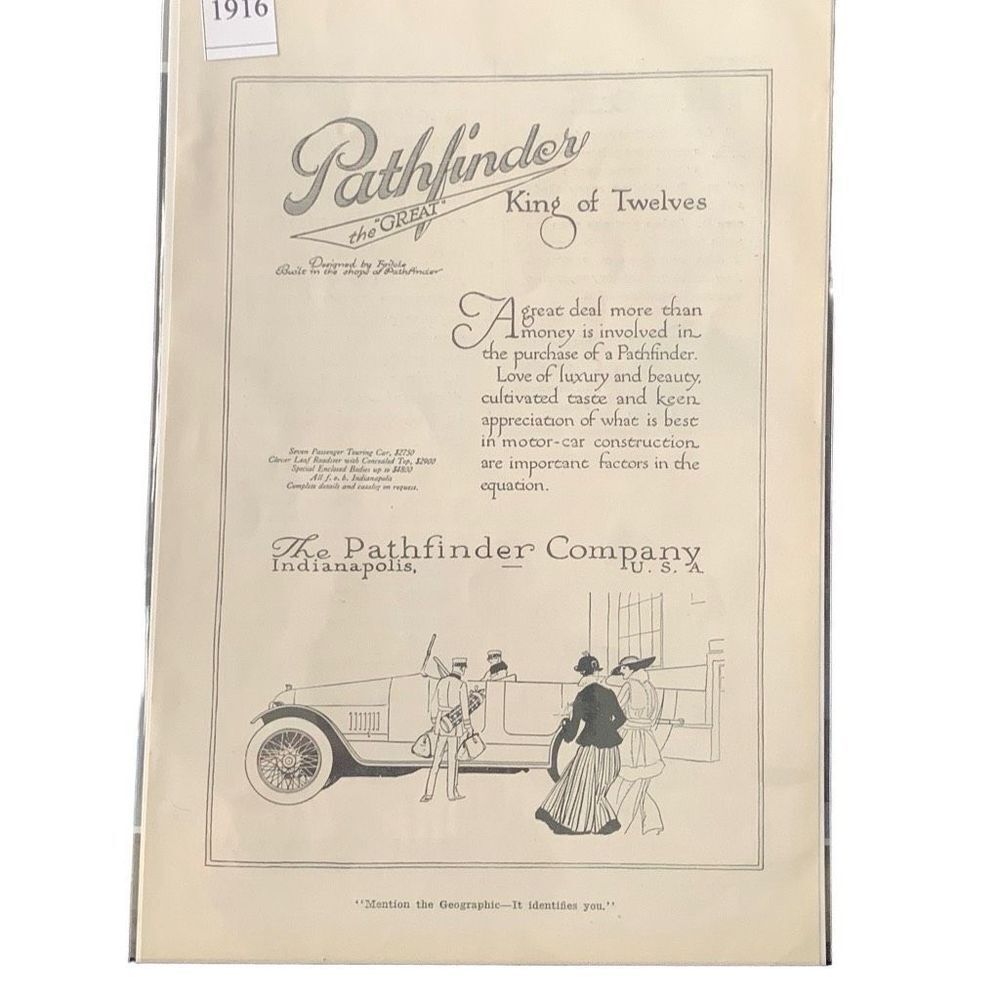 1916
Pathfinder
the "GREAT"
King of Twelves
Designed by
Built in the shops of Pathfinder
A great deal more than
money is involved in
the purchase of a Pathfinder.
Love of luxury and beauty,
cultivated taste and keen
appreciation of what is best
in motor-car construction
are important factors in the
equation.
Seven Passenger Touring Car, $2750
Clover Leaf Roadster with Concealed Top, $2900
Special Enclosed Bodies up to $4800
All f. o. b. Indianapolis
Complete details and catalog on request.
The Pathfinder Company
Indianapolis, U. S. A.
"Mention the Geographic—It identifies you."